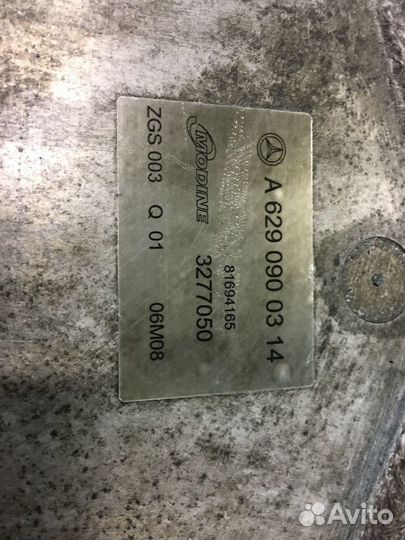 A 629 090 03 14
81694165
MODINE 3277050
ZGS 003 Q 01 06M08
Avito